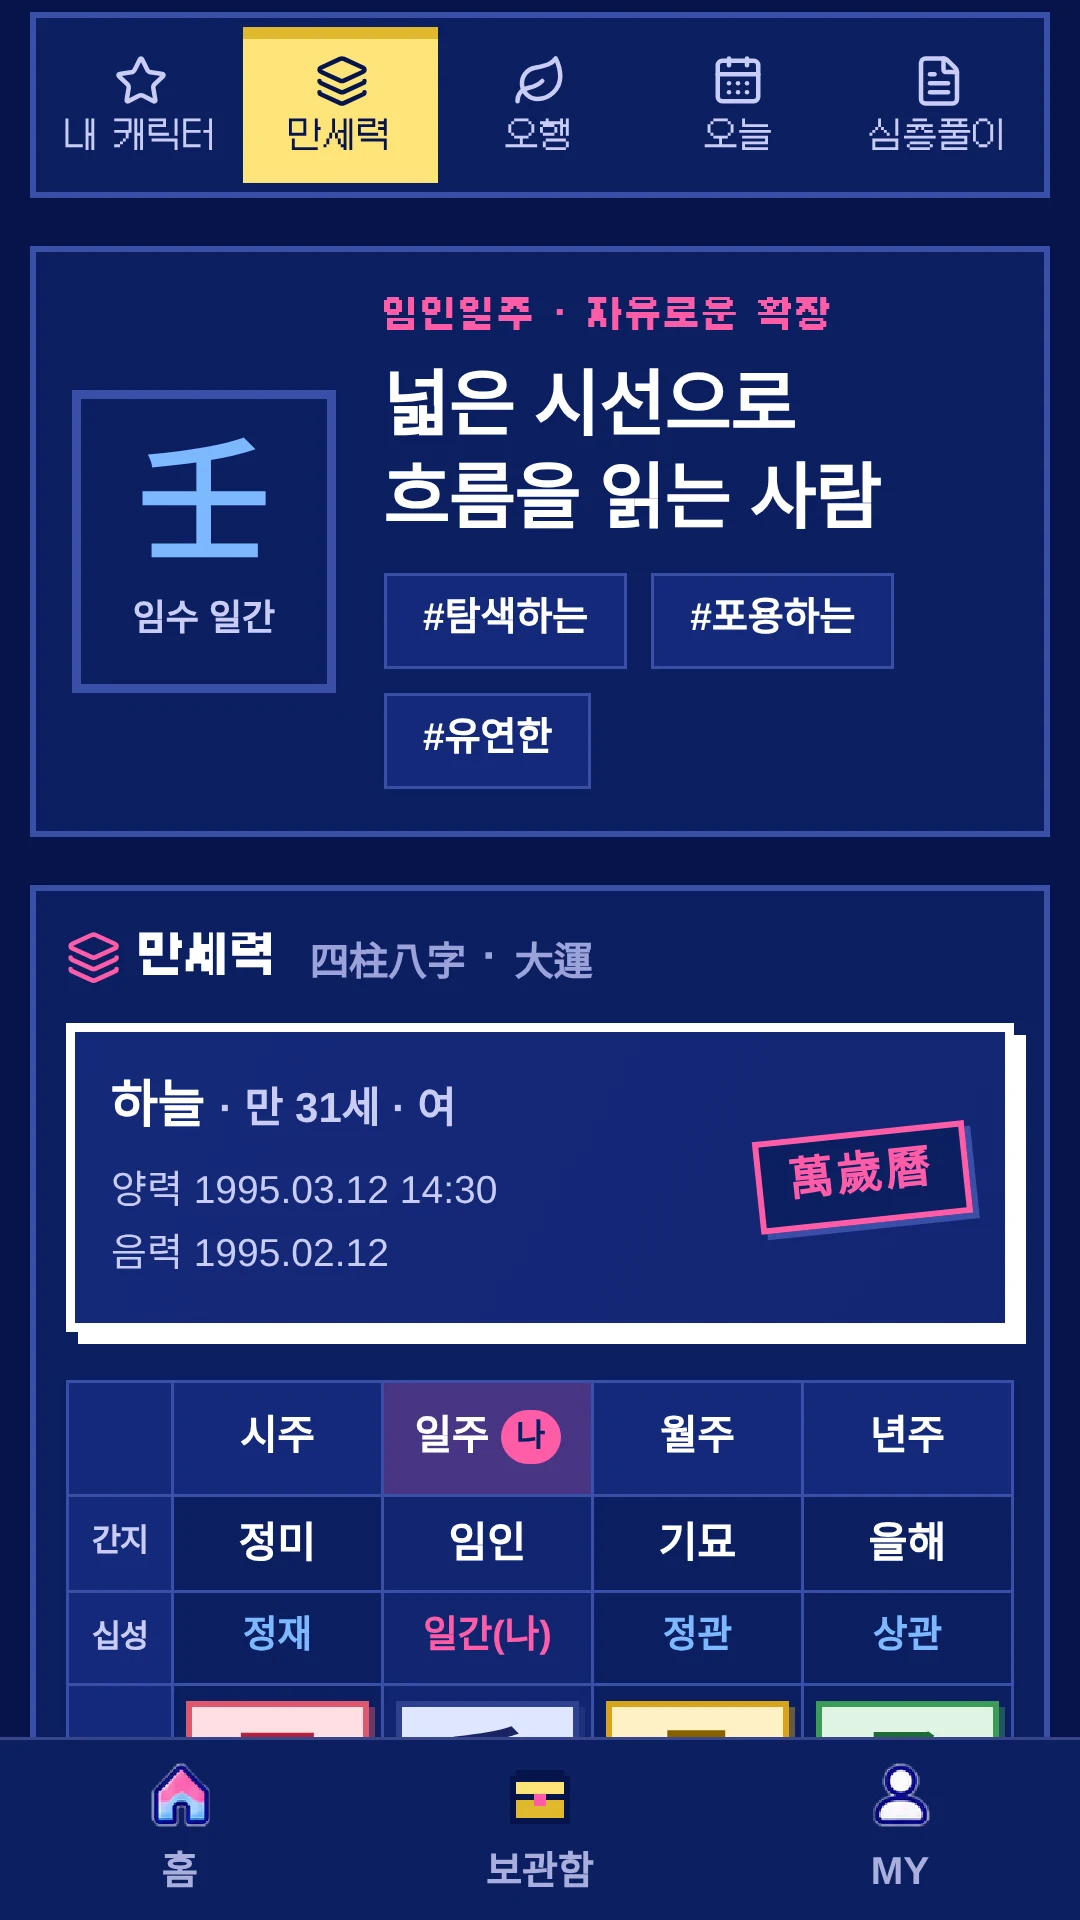 내 캐릭터
만세력
오행
오늘
심층풀이
임인일주 · 자유로운 확장
넓은 시선으로
흐름을 읽는 사람
壬
임수 일간
#탐색하는
#포용하는
#유연한
만세력 四柱八字 · 大運
하늘 · 만 31세 · 여
양력 1995.03.12 14:30
음력 1995.02.12
萬歲曆
시주 일주 나 월주 년주
간지 정미 임인 기묘 을해
십성 정재 일간(나) 정관 상관
홈
보관함
MY